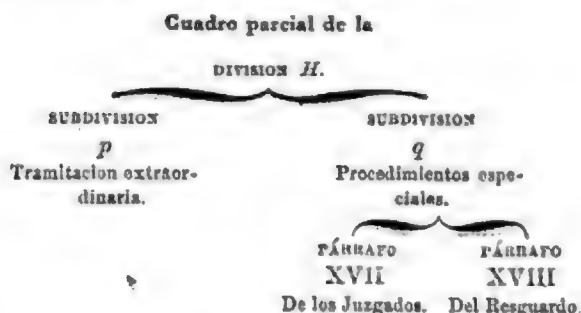 Cuadro parcial de la
DIVISION H.
SUBDIVISION
p
Tramitacion extraor-
dinaria.
SUBDIVISION
q
Procedimientos espe-
ciales.
PÁRRAFO
XVII
De los Juzgados.
PÁRRAFO
XVIII
Del Resguardo.